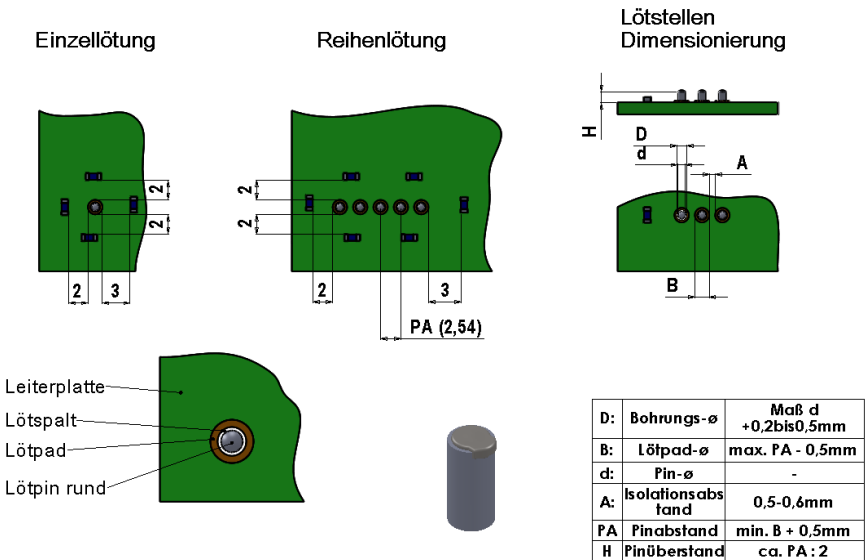 Einzellötung
Reihenlötung
Lötstellen
Dimensionierung
H
D
d
A
2
2
2
3
2
2
2
3
PA (2,54)
B
Leiterplatte
Lötspalt
Lötpad
Lötpin rund
D: Bohrungs-ø Maß d
+0,2bis0,5mm
B: Lötpad-ø max. PA - 0,5mm
d: Pin-ø -
A: Isolationsabs
tand 0,5-0,6mm
PA Pinabstand min. B + 0,5mm
H Pinüberstand ca. PA : 2